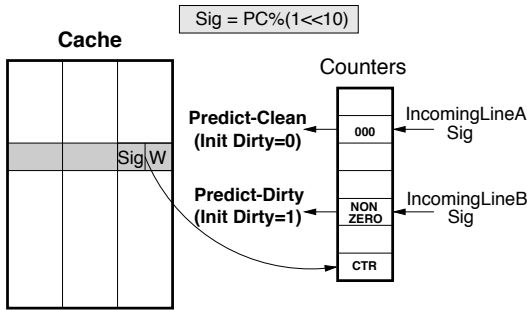 Sig = PC%(1<<10)
Cache
Counters
Sig W
Predict-Clean
(Init Dirty=0)
000
IncomingLineA
Sig
Predict-Dirty
(Init Dirty=1)
NON
ZERO
IncomingLineB
Sig
CTR